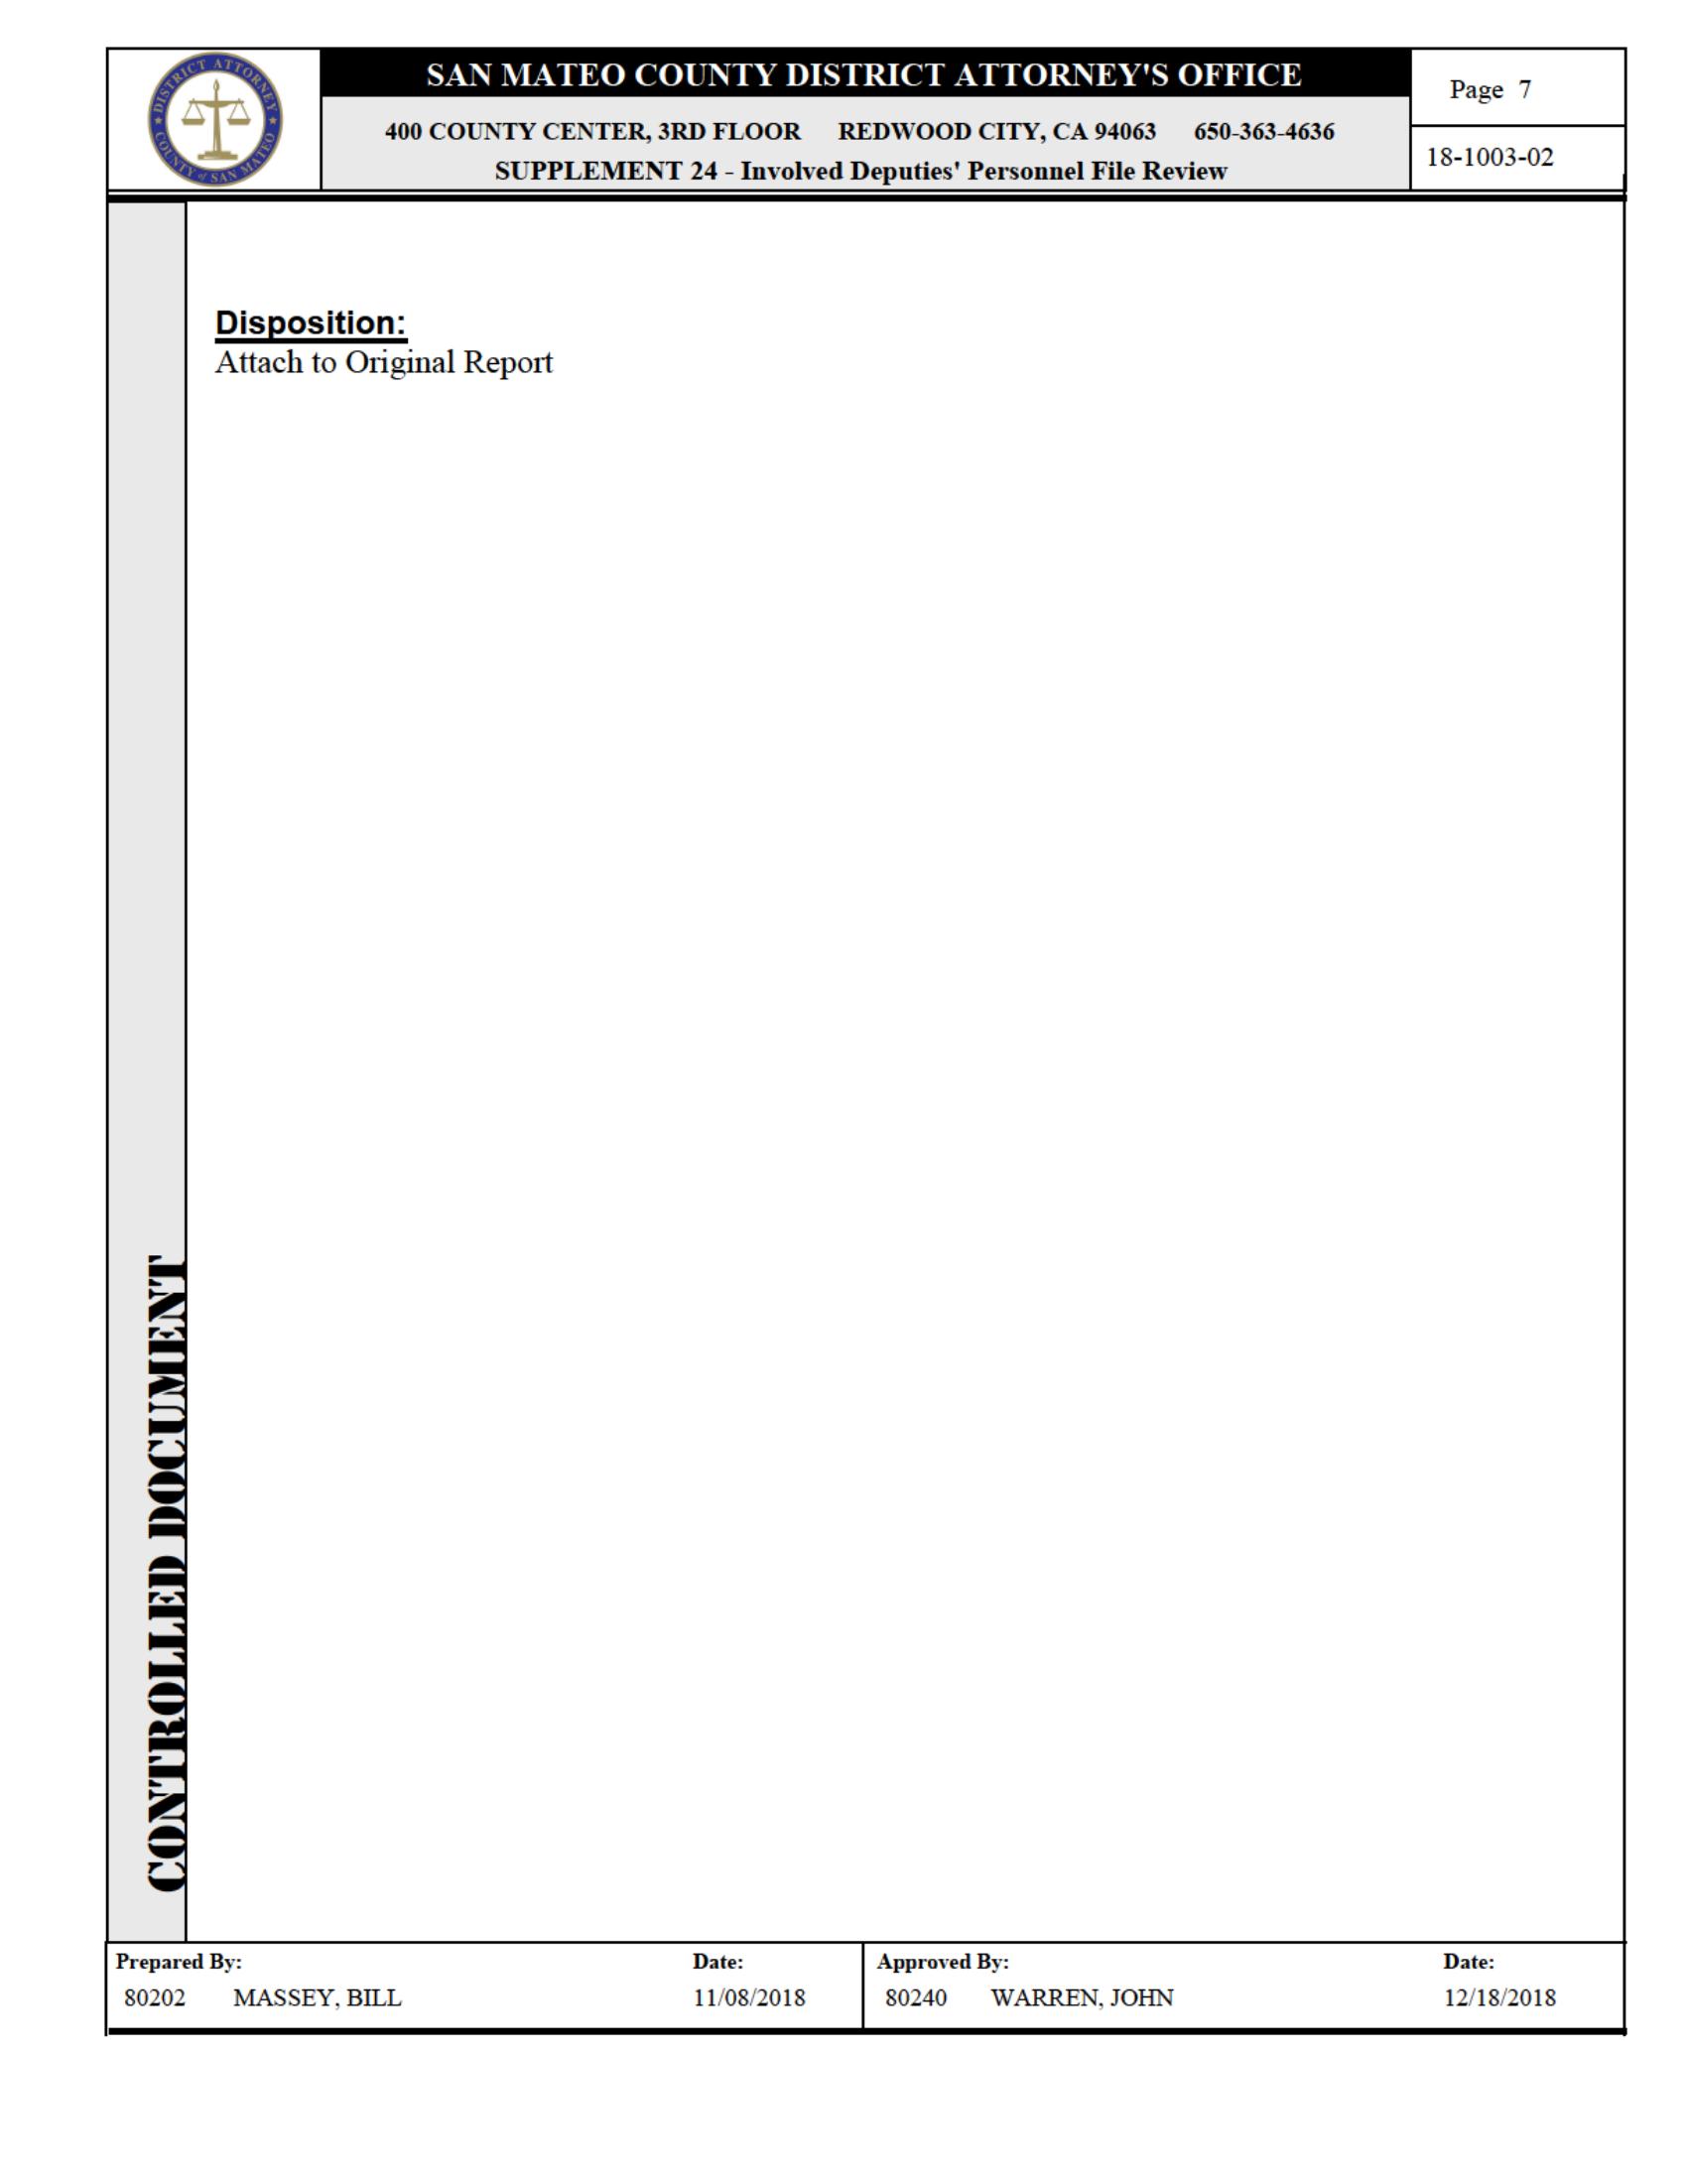 DISTRICT ATTORNEY
COUNTY of SAN MATEO
SAN MATEO COUNTY DISTRICT ATTORNEY'S OFFICE
400 COUNTY CENTER, 3RD FLOOR REDWOOD CITY, CA 94063 650-363-4636
SUPPLEMENT 24 - Involved Deputies' Personnel File Review
Page 7
18-1003-02
Disposition:
Attach to Original Report
CONTROLLED DOCUMENT
Prepared By: Date: Approved By: Date:
80202 MASSEY, BILL 11/08/2018 80240 WARREN, JOHN 12/18/2018